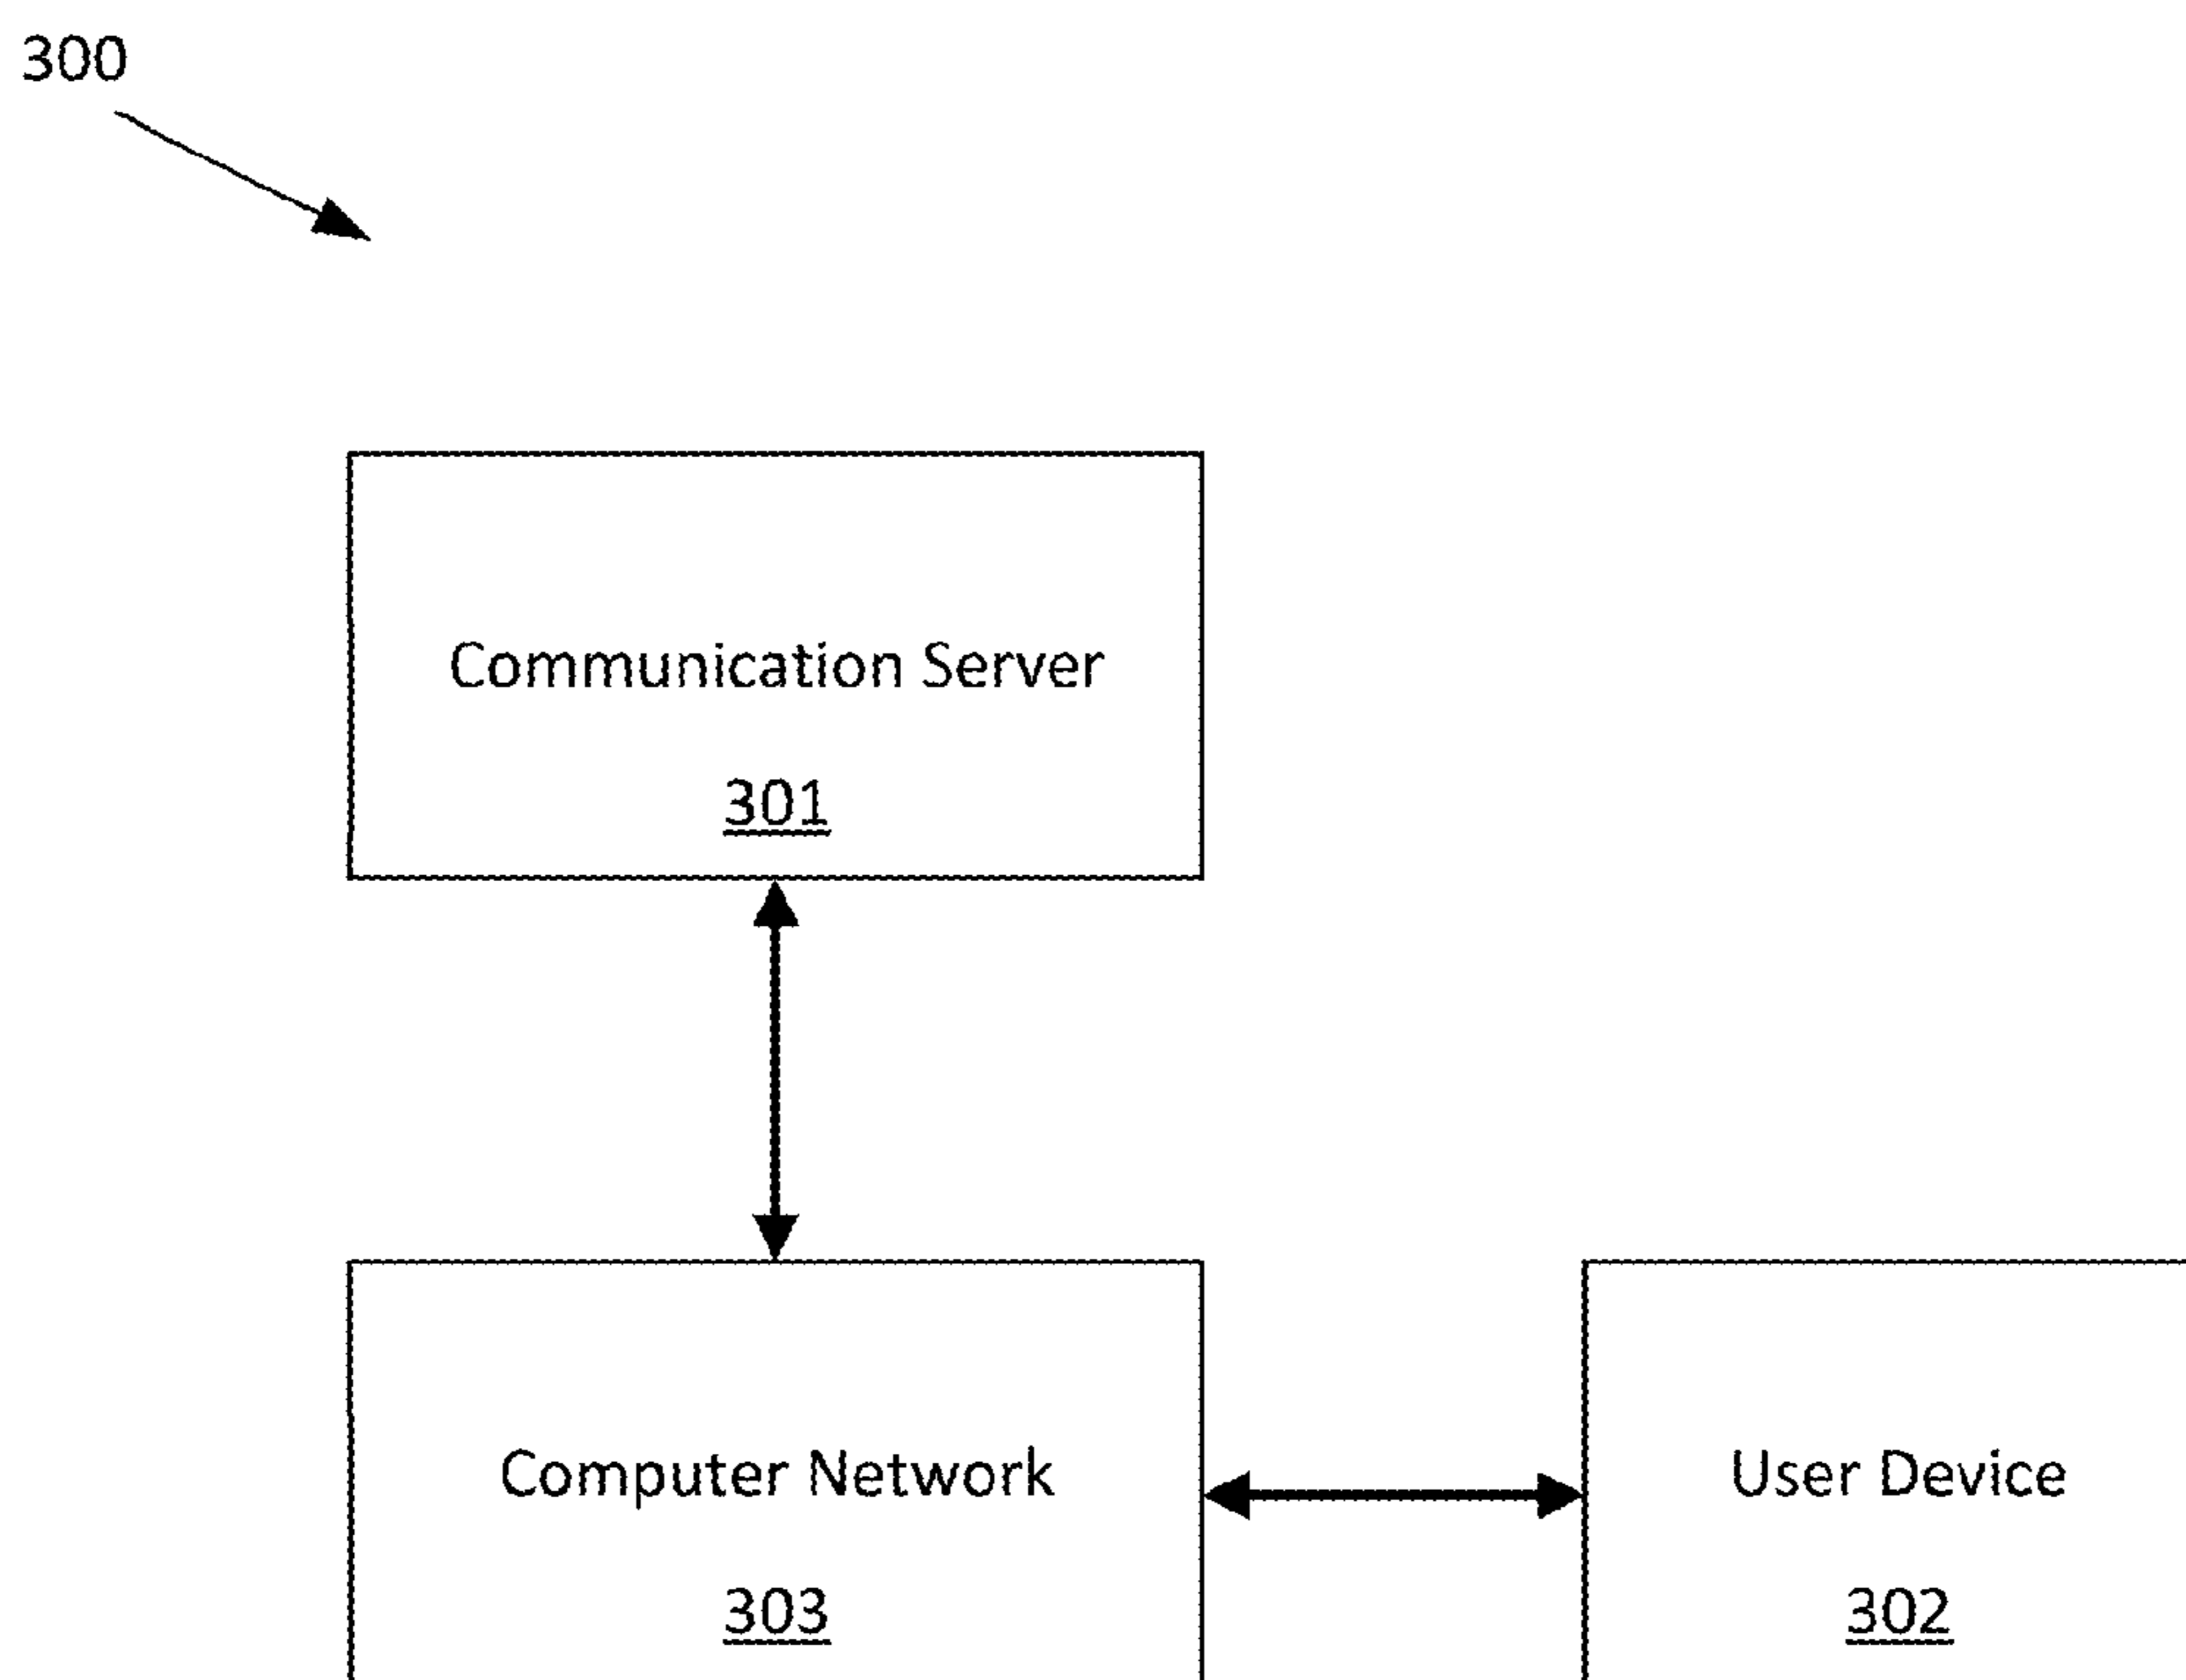 300
Communication Server
301
Computer Network
303
User Device
302